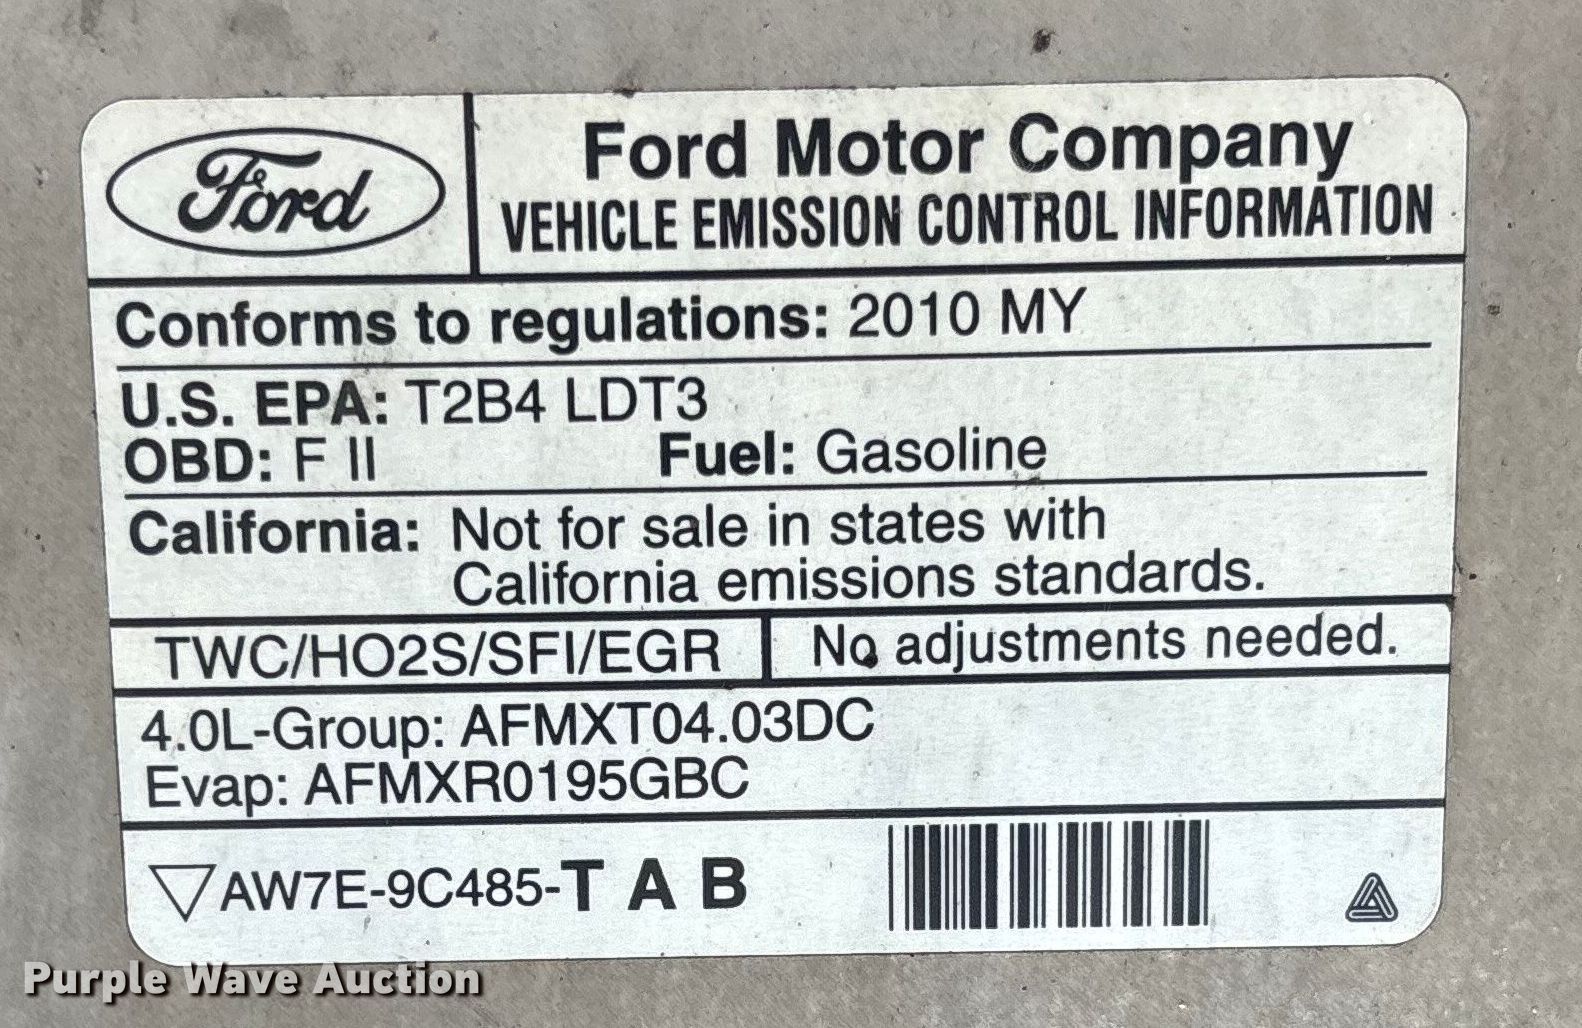 Ford
Ford Motor Company
VEHICLE EMISSION CONTROL INFORMATION
Conforms to regulations: 2010 MY
U.S. EPA: T2B4 LDT3
OBD: F II Fuel: Gasoline
California: Not for sale in states with
California emissions standards.
TWC/HO2S/SFI/EGR
No adjustments needed.
4.0L-Group: AFMXT04.03DC
Evap: AFMXR0195GBC
AW7E-9C485-T A B
Purple Wave Auction